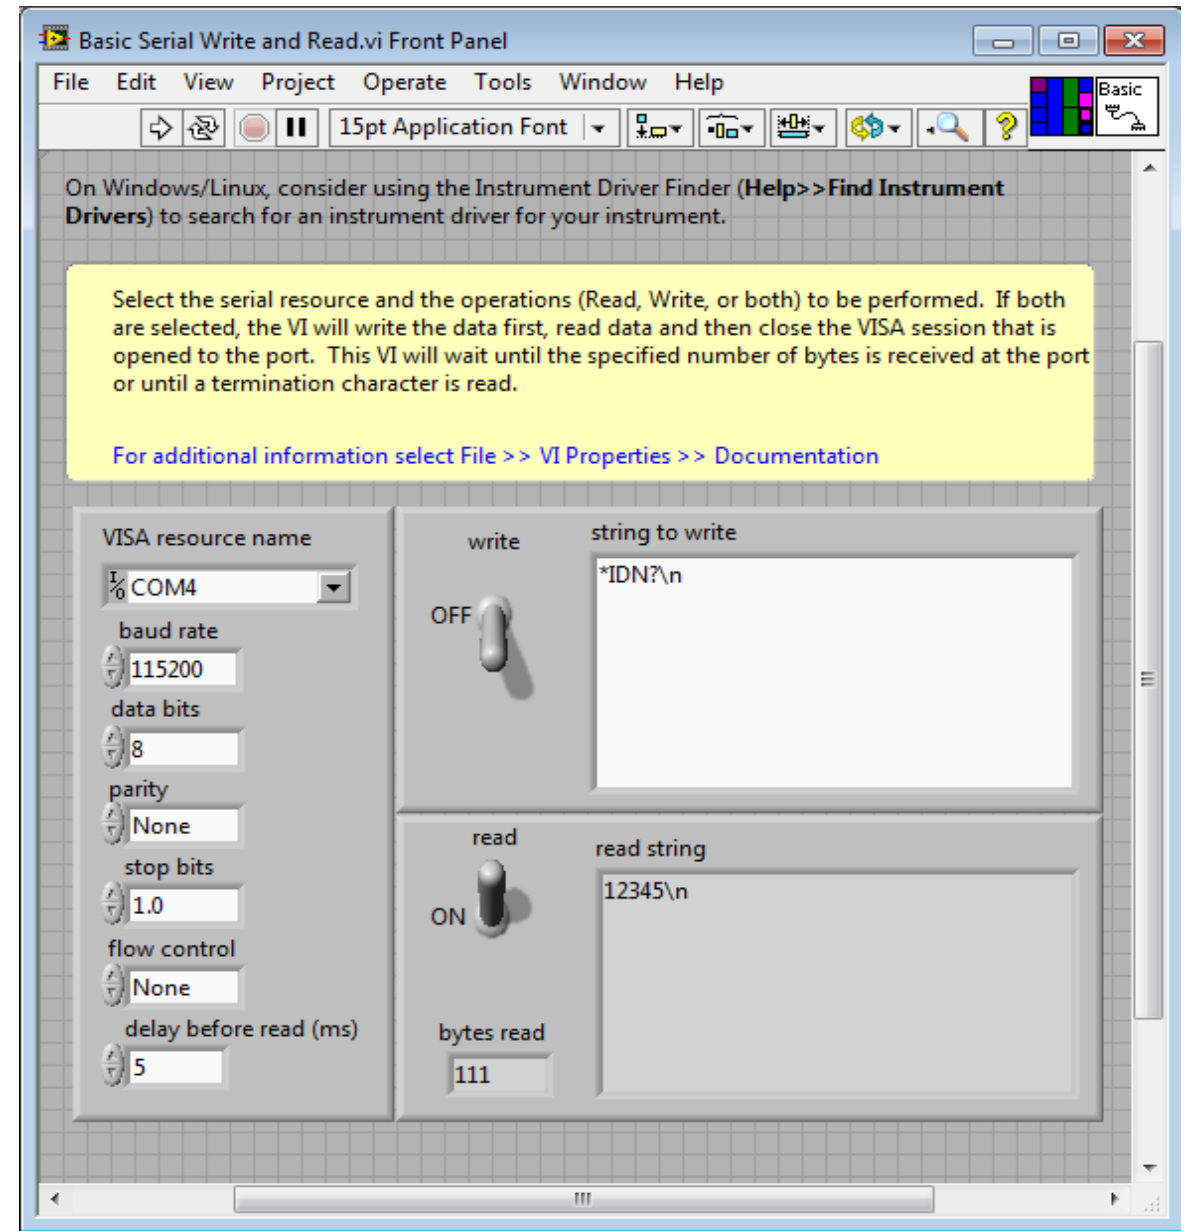 Basic Serial Write and Read.vi Front Panel
File Edit View Project Operate Tools Window Help
15pt Application Font
Basic
On Windows/Linux, consider using the Instrument Driver Finder (Help>>Find Instrument
Drivers) to search for an instrument driver for your instrument.
Select the serial resource and the operations (Read, Write, or both) to be performed. If both
are selected, the VI will write the data first, read data and then close the VISA session that is
opened to the port. This VI will wait until the specified number of bytes is received at the port
or until a termination character is read.
For additional information select File >> VI Properties >> Documentation
VISA resource name
I/O COM4
baud rate
115200
data bits
8
parity
None
stop bits
1.0
flow control
None
delay before read (ms)
5
write
OFF
string to write
*IDN?\n
read
ON
read string
12345\n
bytes read
111